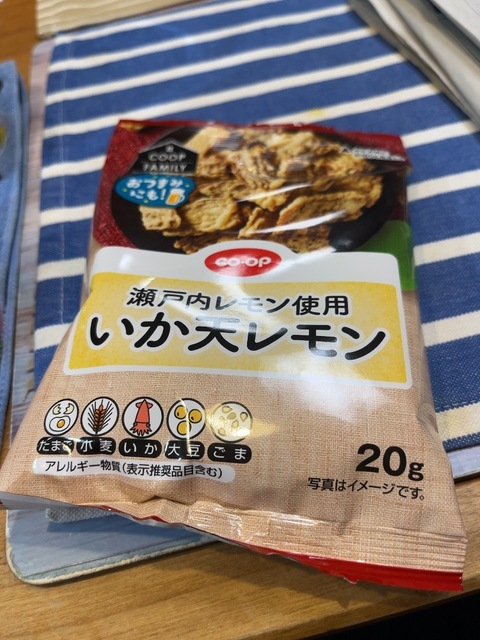 COOP
FAMILY
おつまみ
にも!
CO·OP
瀬戸内レモン使用
いか天レモン
たまご 小麦 いか 大豆 ごま
アレルギー物質(表示推奨品目含む)
20g
写真はイメージです。